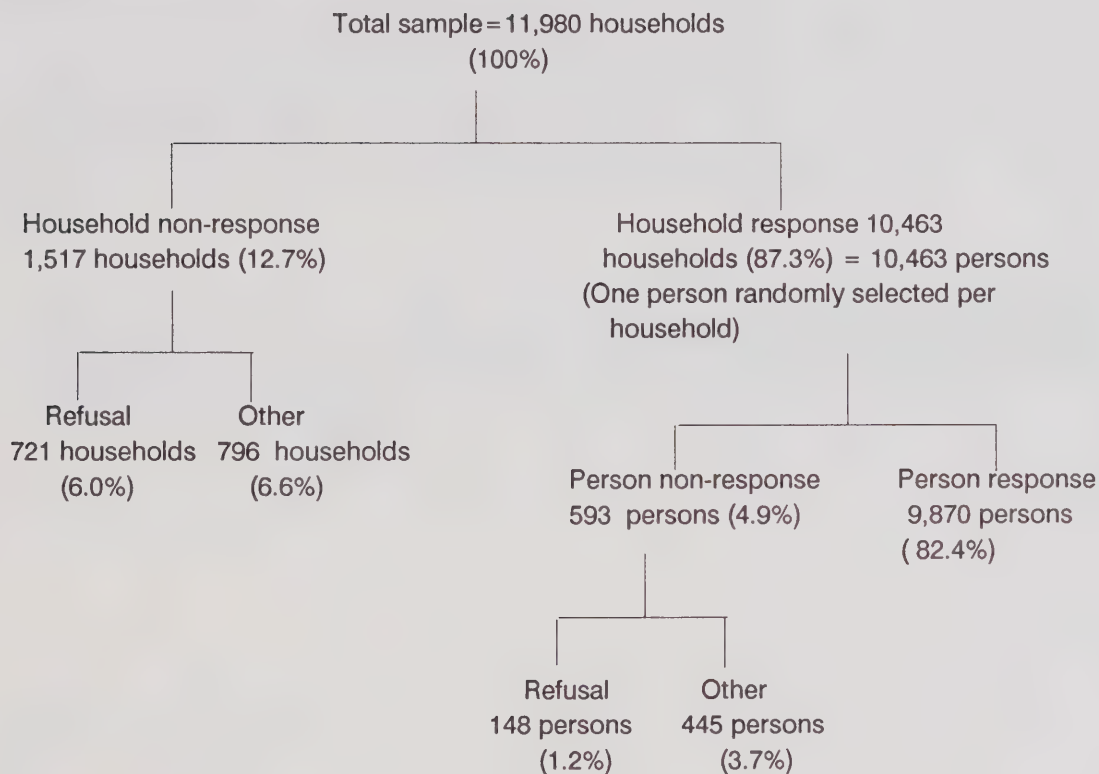 Total sample = 11,980 households
(100%)
Household non-response
1,517 households (12.7%)
Household response 10,463
households (87.3%) = 10,463 persons
(One person randomly selected per
household)
Refusal
721 households
(6.0%)
Other
796 households
(6.6%)
Person non-response
593 persons (4.9%)
Person response
9,870 persons
( 82.4%)
Refusal
148 persons
(1.2%)
Other
445 persons
(3.7%)